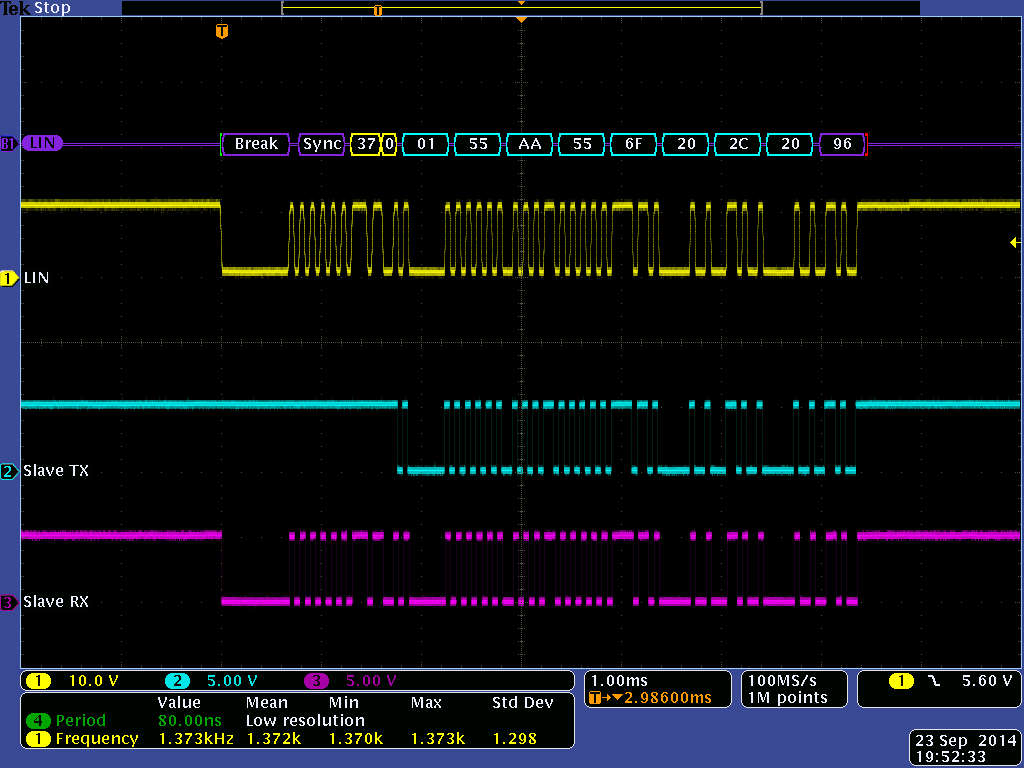 Tek Stop
T
T
B1 LIN Break Sync 37 0 01 55 AA 55 6F 20 2C 20 96
1 LIN
2 Slave TX
3 Slave RX
1 10.0 V 2 5.00 V 3 5.00 V
1.00ms
T→▼2.98600ms
100MS/s
1M points
1 5.60 V
Value Mean Min Max Std Dev
4 Period 80.00ns Low resolution
1 Frequency 1.373kHz 1.372k 1.370k 1.373k 1.298
23 Sep 2014
19:52:33